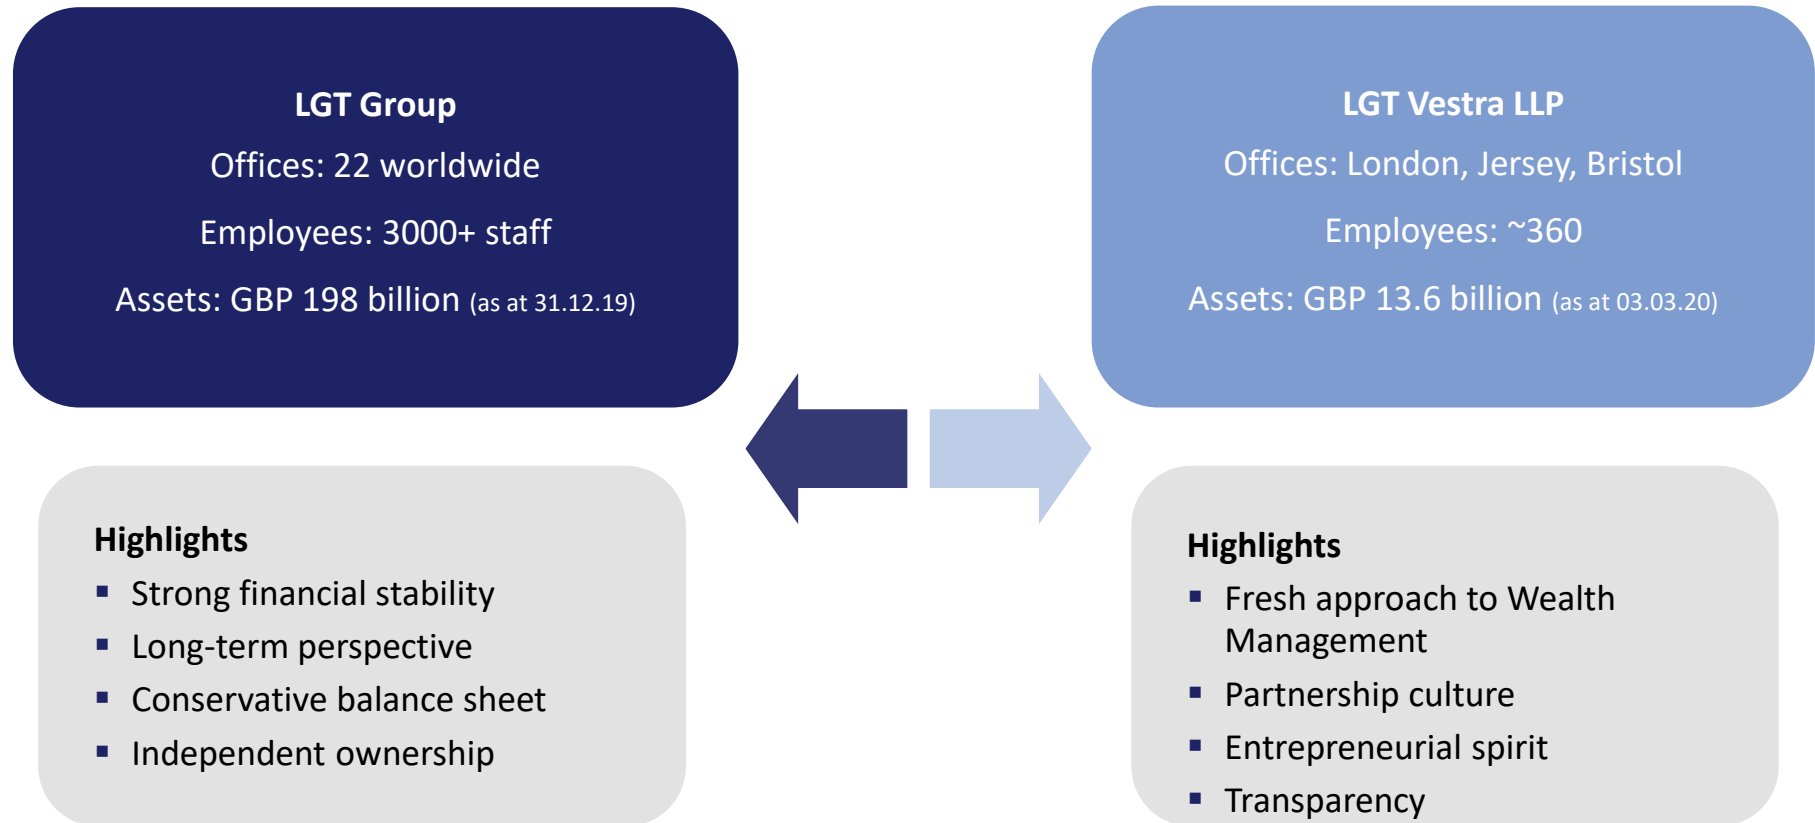 LGT Group
Offices: 22 worldwide
Employees: 3000+ staff
Assets: GBP 198 billion (as at 31.12.19)
LGT Vestra LLP
Offices: London, Jersey, Bristol
Employees: ~360
Assets: GBP 13.6 billion (as at 03.03.20)
Highlights
▪ Strong financial stability
▪ Long-term perspective
▪ Conservative balance sheet
▪ Independent ownership
Highlights
▪ Fresh approach to Wealth
Management
▪ Partnership culture
▪ Entrepreneurial spirit
▪ Transparency